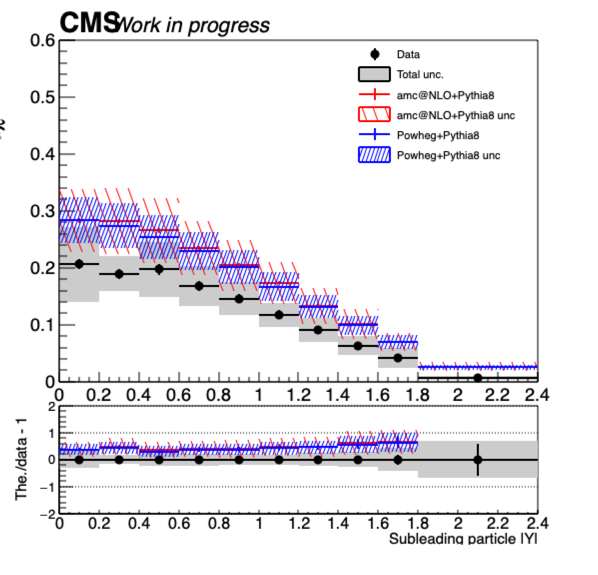 CMS Work in progress
0.6
Data
Total unc.
0.5
amc@NLO+Pythia8
amc@NLO+Pythia8 unc
Powheg+Pythia8
0.4
Powheg+Pythia8 unc
0.3
0.2
0.1
0
0 0.2 0.4 0.6 0.8 1 1.2 1.4 1.6 1.8 2 2.2 2.4
2
1
0
−1
−2
The./data - 1
0 0.2 0.4 0.6 0.8 1 1.2 1.4 1.6 1.8 2 2.2 2.4
Subleading particle |Y|